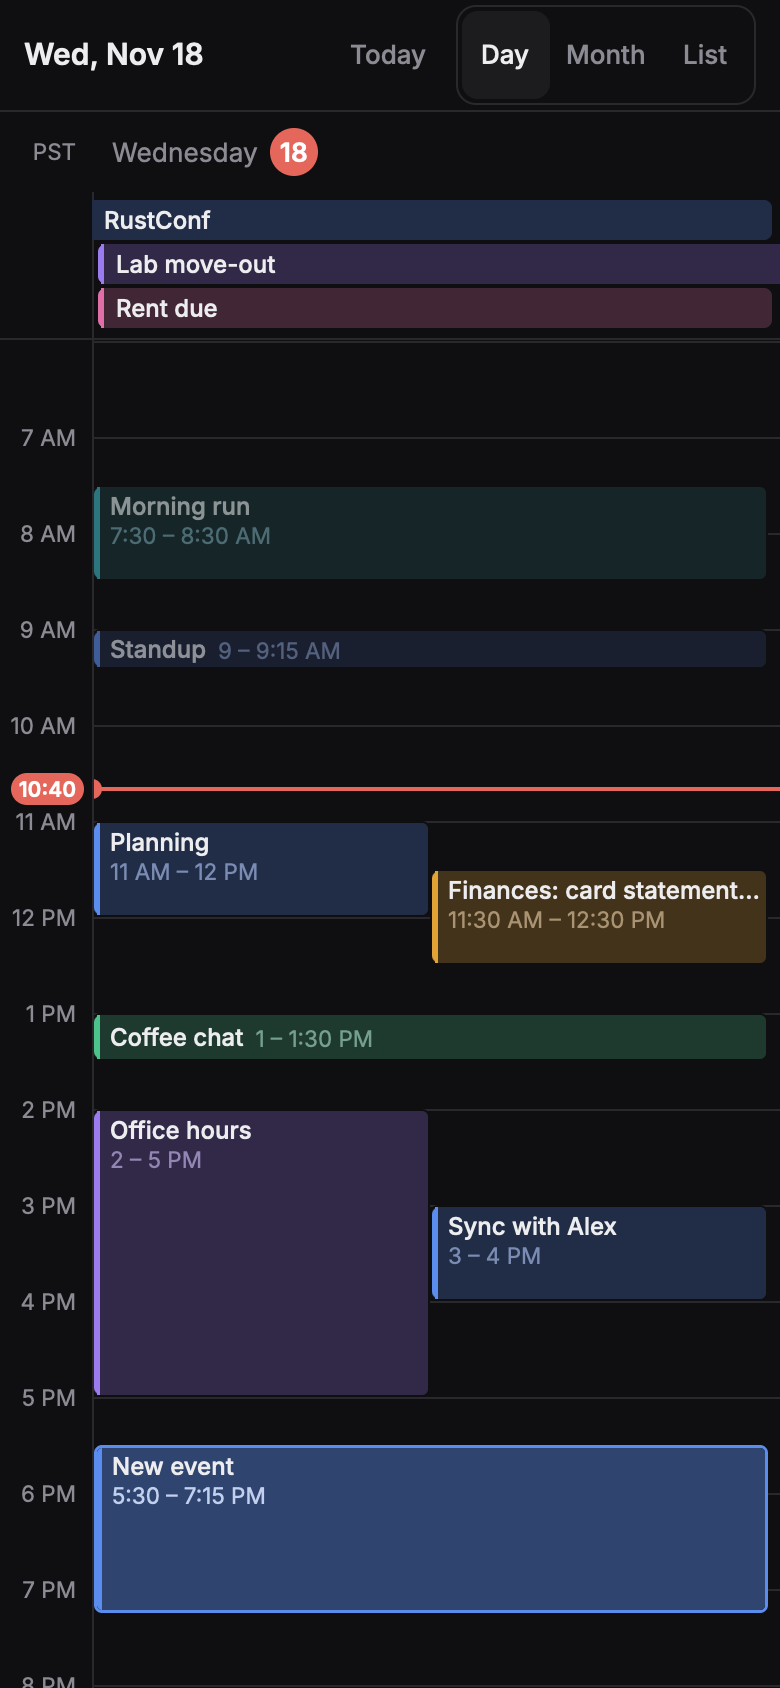 Wed, Nov 18 Today Day Month List
PST Wednesday 18
RustConf
Lab move-out
Rent due
7 AM
Morning run
8 AM 7:30 – 8:30 AM
9 AM
Standup 9 – 9:15 AM
10 AM
10:40
11 AM
Planning
11 AM – 12 PM
Finances: card statement...
12 PM 11:30 AM – 12:30 PM
1 PM
Coffee chat 1 – 1:30 PM
2 PM
Office hours
2 – 5 PM
3 PM
Sync with Alex
3 – 4 PM
4 PM
5 PM
New event
6 PM 5:30 – 7:15 PM
7 PM
8 PM